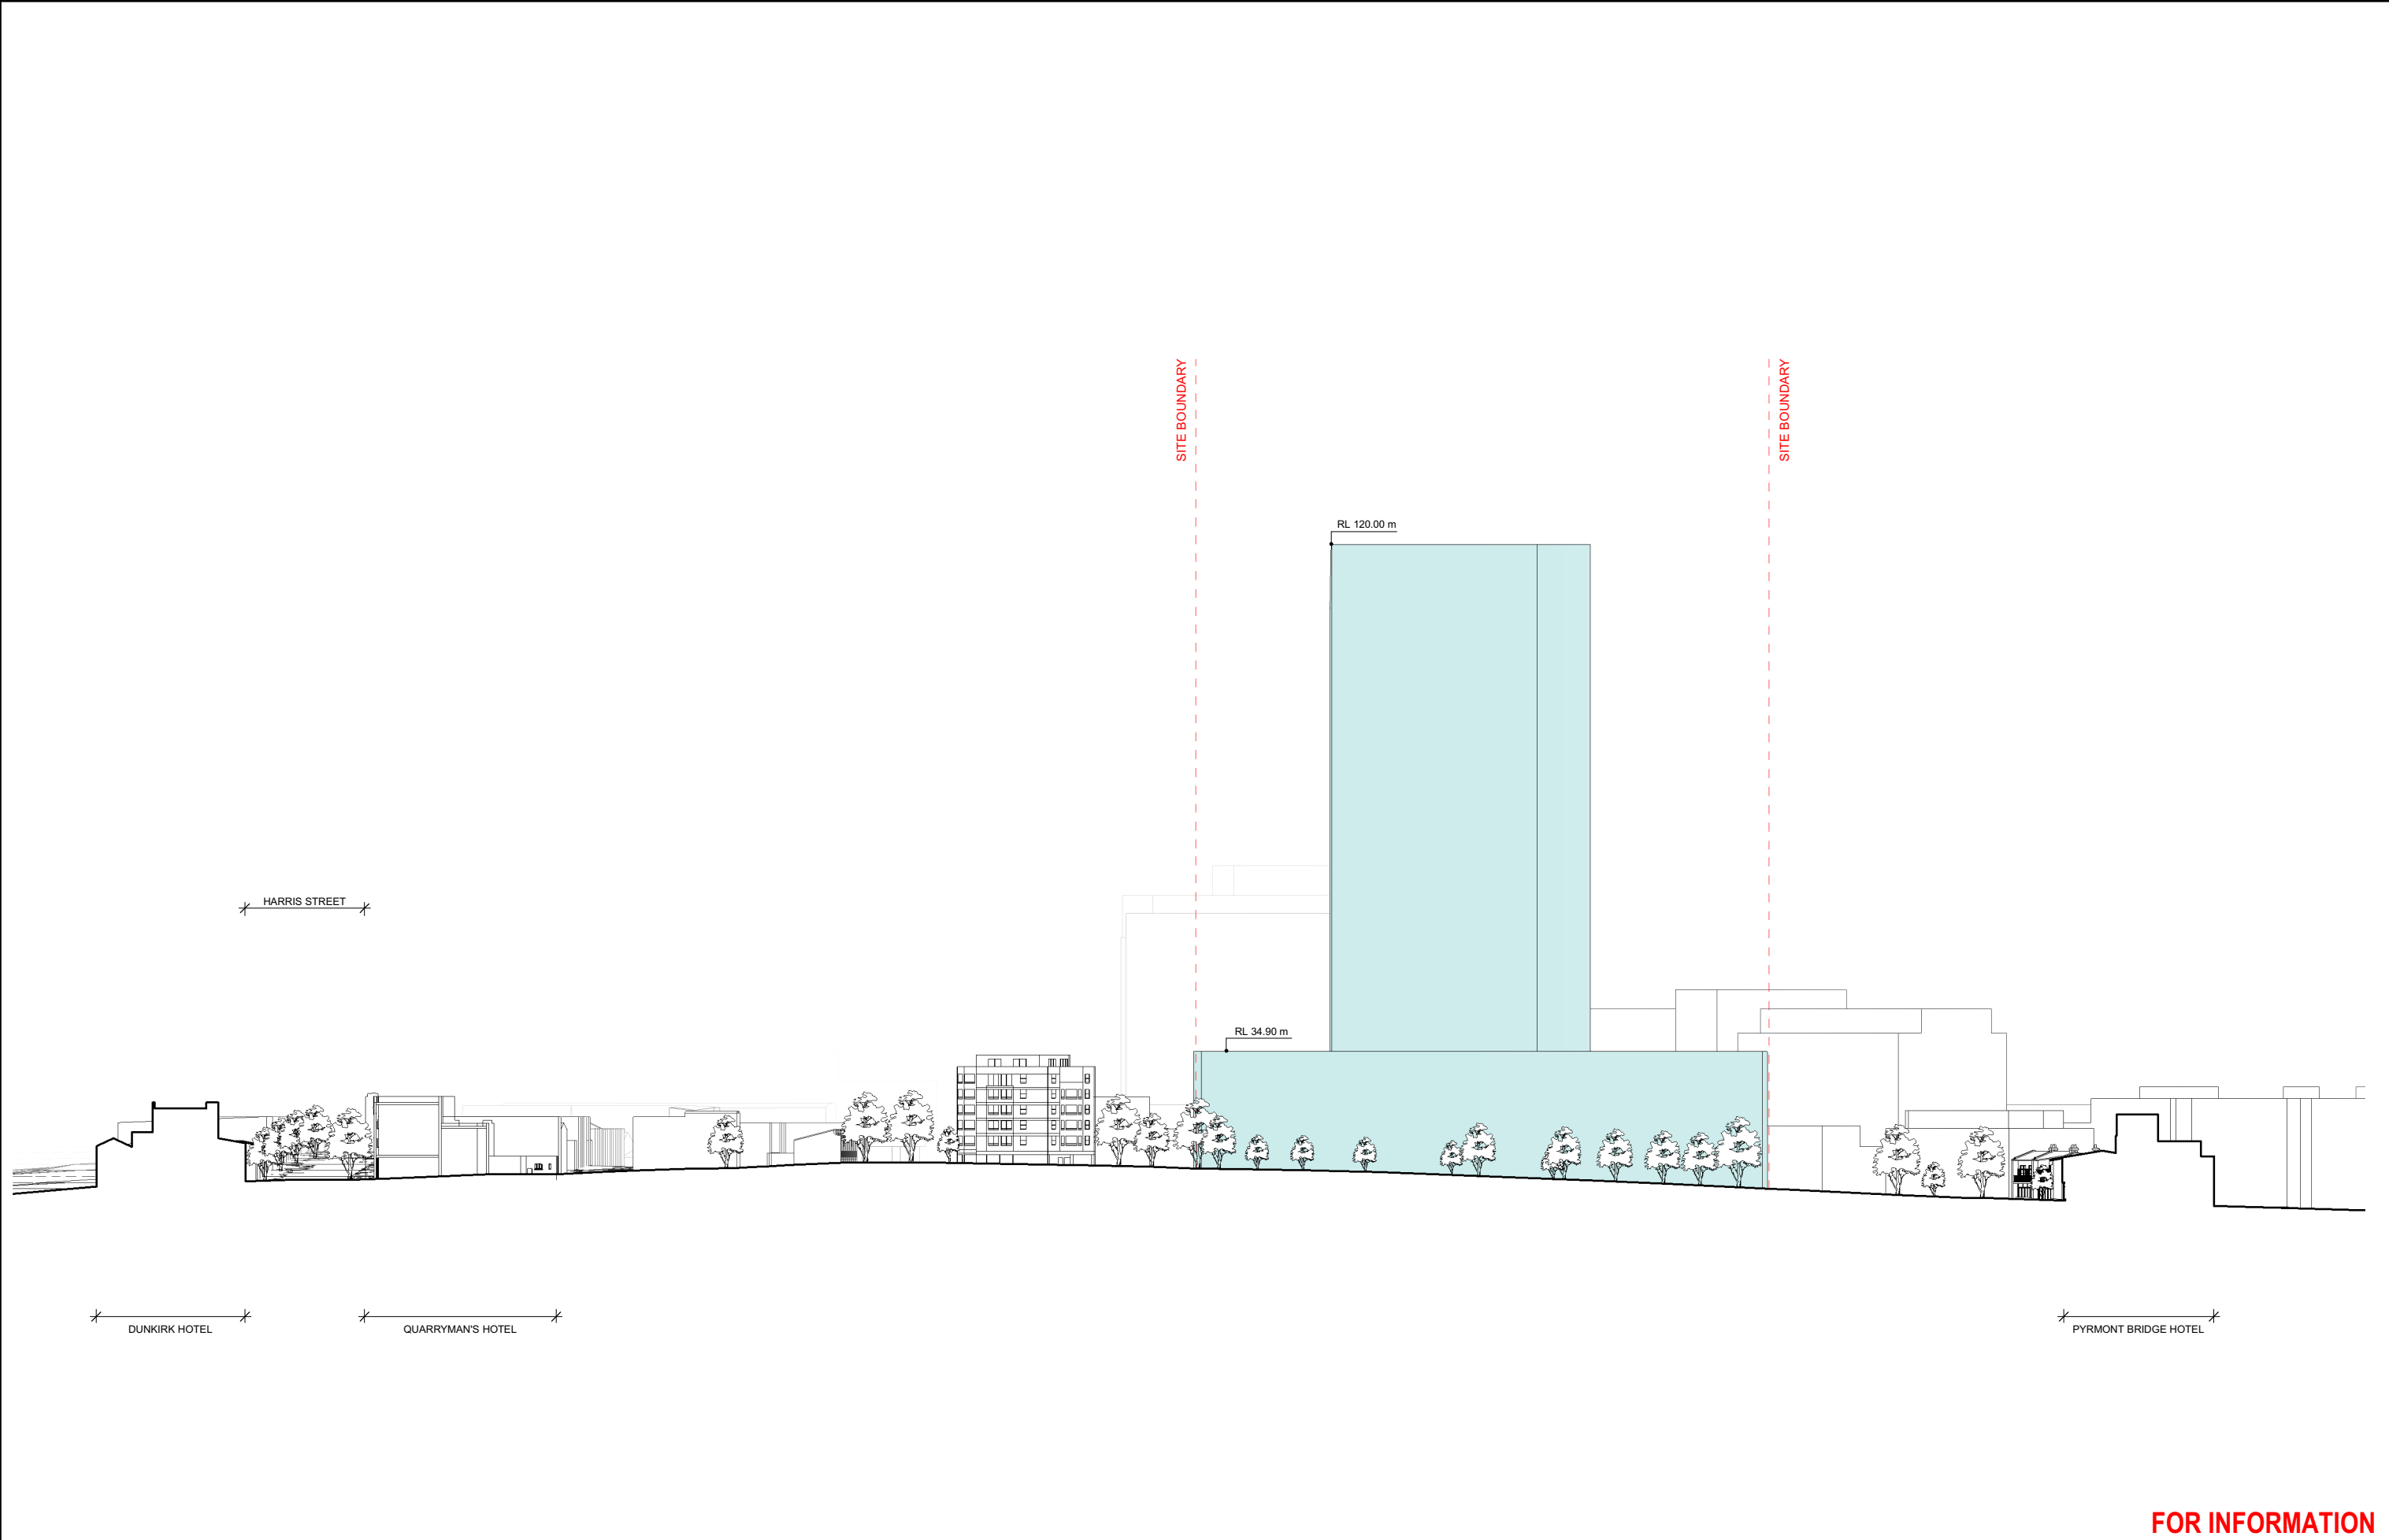 SITE BOUNDARY
SITE BOUNDARY
RL 120.00 m
HARRIS STREET
RL 34.90 m
DUNKIRK HOTEL
QUARRYMAN'S HOTEL
PYRMONT BRIDGE HOTEL
FOR INFORMATION